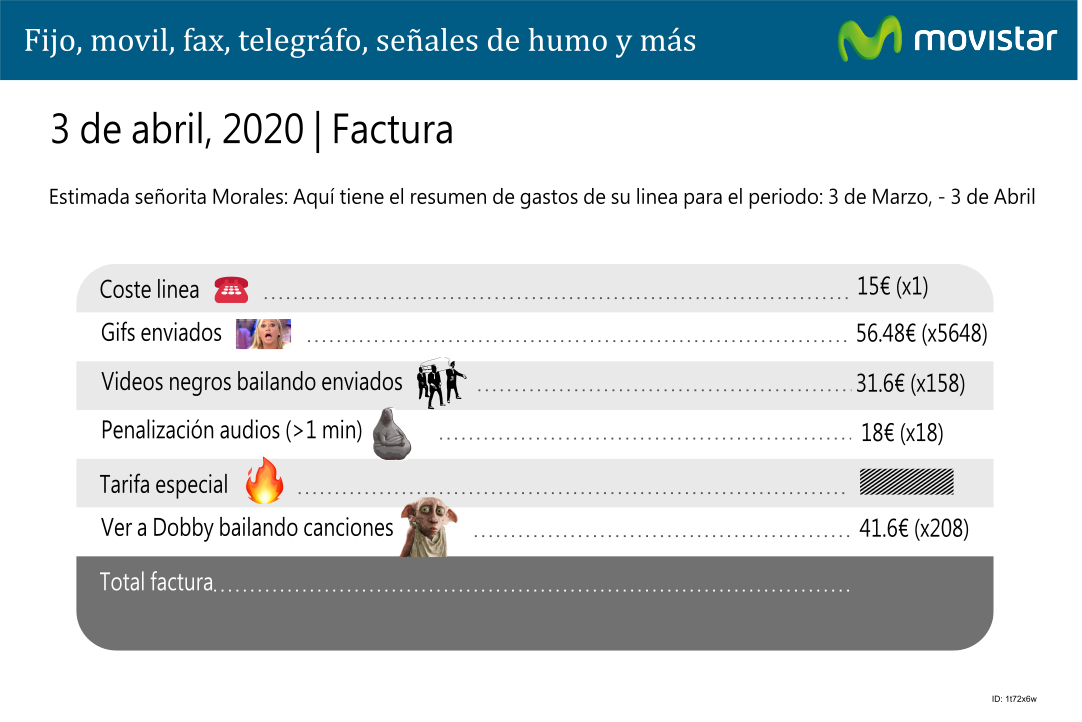 Fijo, movil, fax, telegráfo, señales de humo y más
movistar
3 de abril, 2020 | Factura
Estimada señorita Morales: Aquí tiene el resumen de gastos de su linea para el periodo: 3 de Marzo, - 3 de Abril
Coste linea 15€ (x1)
Gifs enviados 56.48€ (x5648)
Videos negros bailando enviados 31.6€ (x158)
Penalización audios (>1 min) 18€ (x18)
Tarifa especial
Ver a Dobby bailando canciones 41.6€ (x208)
Total factura
ID: 1t72x6w